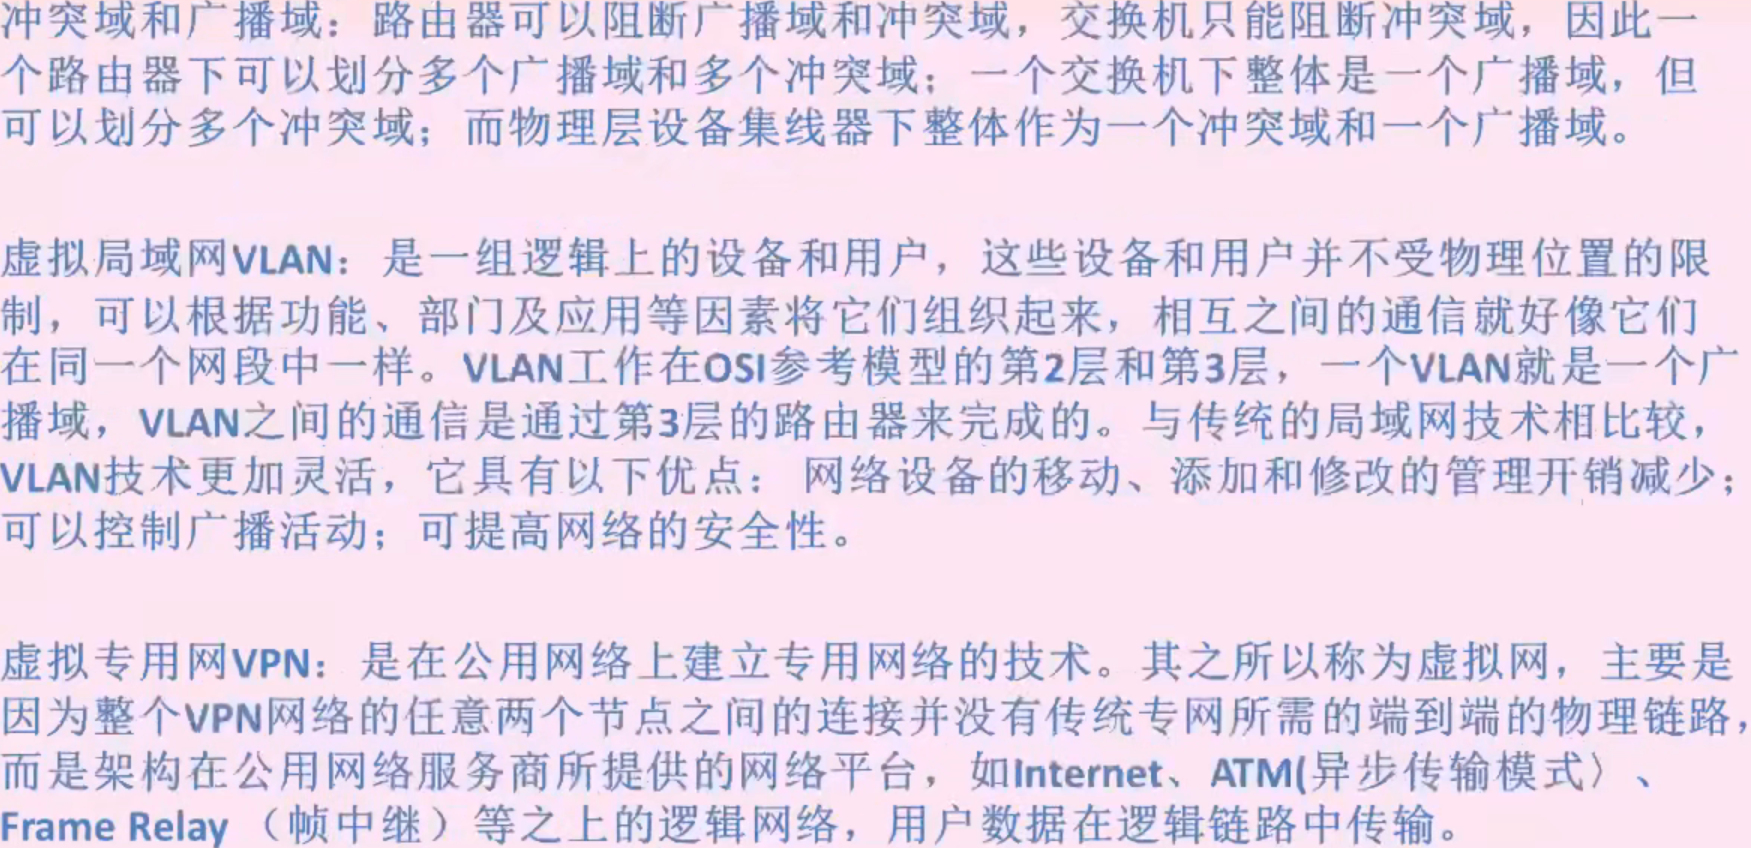 冲突域和广播域：路由器可以阻断广播域和冲突域，交换机只能阻断冲突域，因此一
个路由器下可以划分多个广播域和多个冲突域；一个交换机下整体是一个广播域，但
可以划分多个冲突域；而物理层设备集线器下整体作为一个冲突域和一个广播域。
虚拟局域网VLAN：是一组逻辑上的设备和用户，这些设备和用户并不受物理位置的限
制，可以根据功能、部门及应用等因素将它们组织起来，相互之间的通信就好像它们
在同一个网段中一样。VLAN工作在OSI参考模型的第2层和第3层，一个VLAN就是一个广
播域，VLAN之间的通信是通过第3层的路由器来完成的。与传统的局域网技术相比较，
VLAN技术更加灵活，它具有以下优点： 网络设备的移动、添加和修改的管理开销减少；
可以控制广播活动；可提高网络的安全性。
虚拟专用网VPN：是在公用网络上建立专用网络的技术。其之所以称为虚拟网，主要是
因为整个VPN网络的任意两个节点之间的连接并没有传统专网所需的端到端的物理链路，
而是架构在公用网络服务商所提供的网络平台，如Internet、ATM(异步传输模式〉、
Frame Relay （帧中继）等之上的逻辑网络，用户数据在逻辑链路中传输。